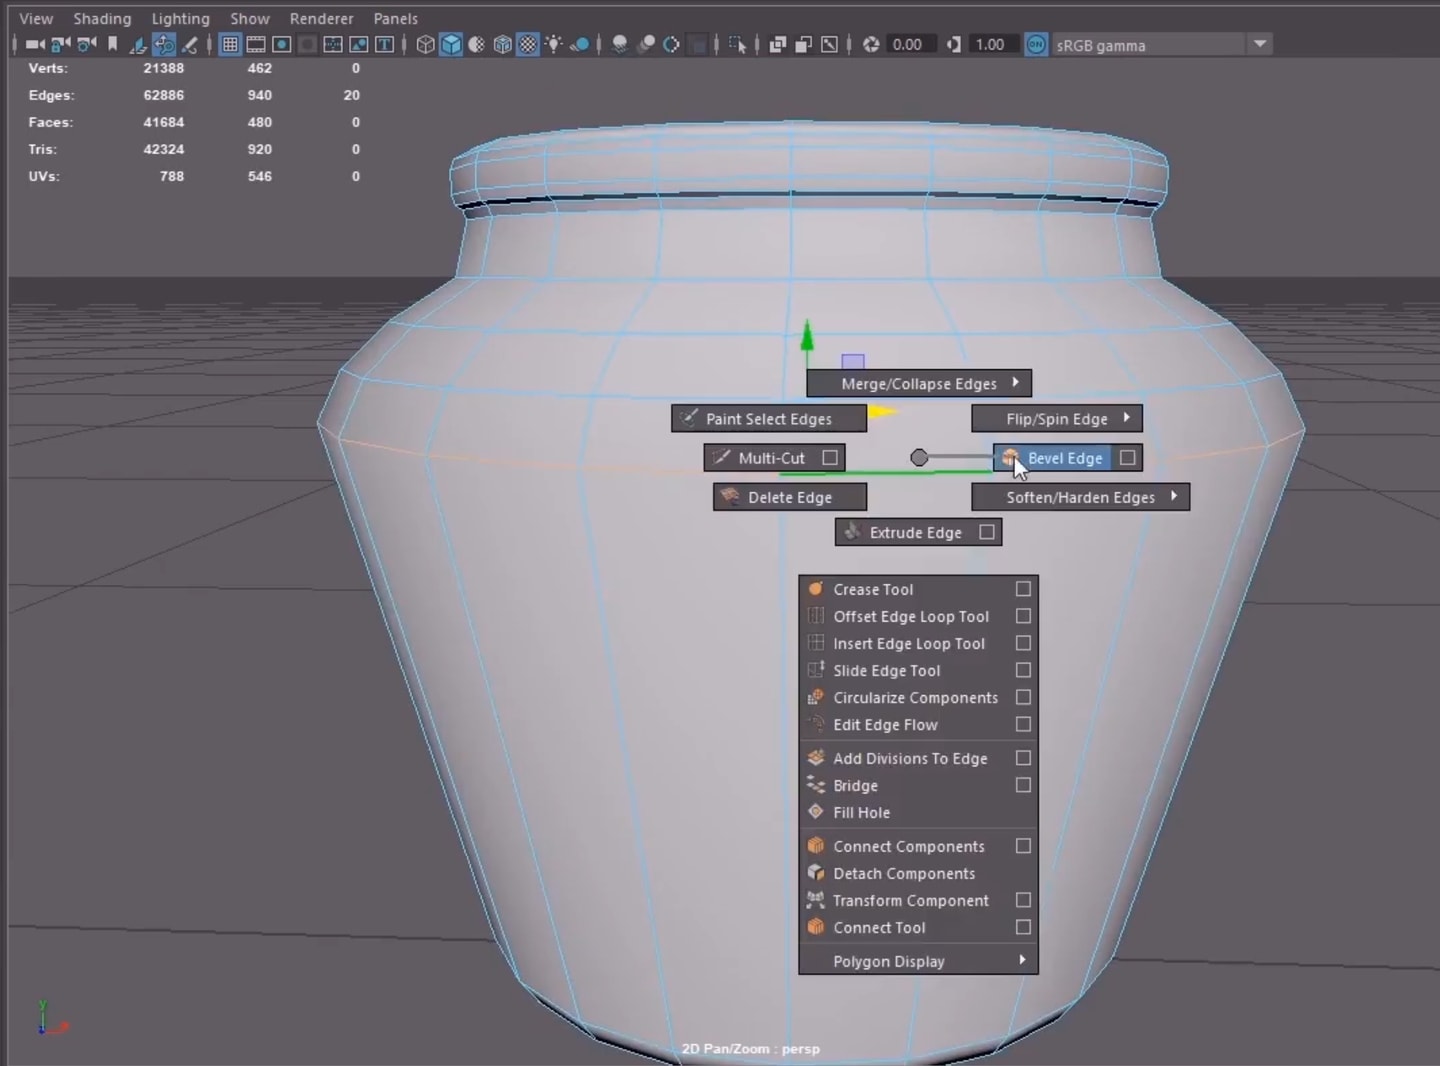 View Shading Lighting Show Renderer Panels
0.00 1.00 ON sRGB gamma
Verts: 21388 462 0
Edges: 62886 940 20
Faces: 41684 480 0
Tris: 42324 920 0
UVs: 788 546 0
Merge/Collapse Edges
Paint Select Edges Flip/Spin Edge
Multi-Cut Bevel Edge
Delete Edge Soften/Harden Edges
Extrude Edge
Crease Tool
Offset Edge Loop Tool
Insert Edge Loop Tool
Slide Edge Tool
Circularize Components
Edit Edge Flow
Add Divisions To Edge
Bridge
Fill Hole
Connect Components
Detach Components
Transform Component
Connect Tool
Polygon Display
y
2D Pan/Zoom : persp